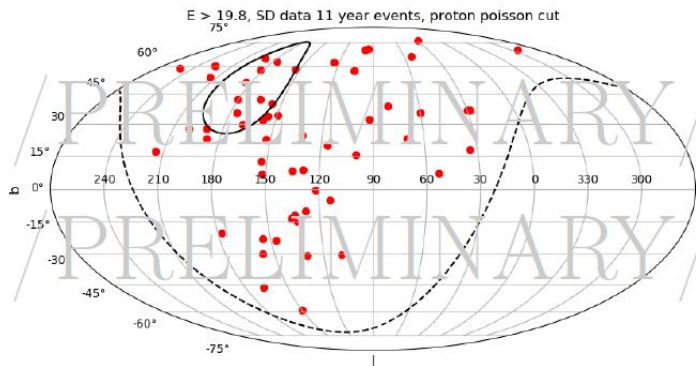 E > 19.8, SD data 11 year events, proton poisson cut
75°
60°
45°
30
15°
b 0° 240 210 180 150 120 90 60 30 0 330 300
-15°
-30
-45°
-60°
-75°
l
/PRELIMINARY/
/PRELIMINARY/